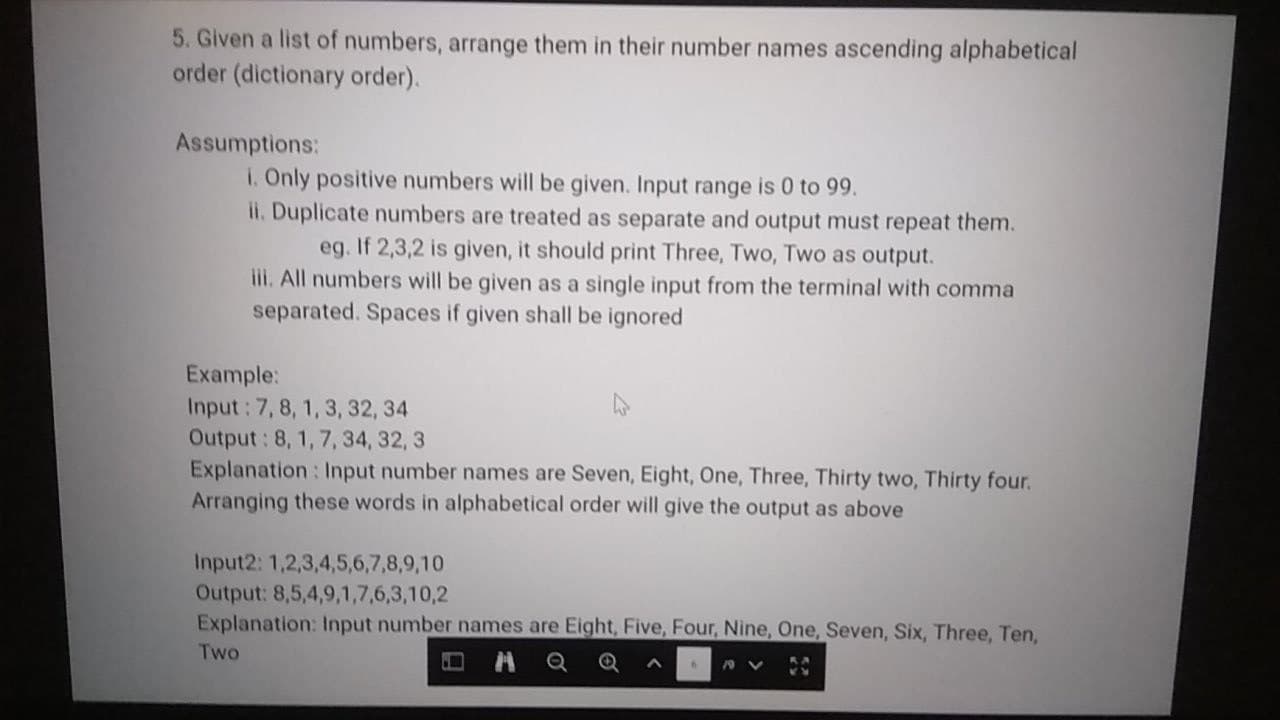 5. Given a list of numbers, arrange them in their number names ascending alphabetical
order (dictionary order).
Assumptions:
i. Only positive numbers will be given. Input range is 0 to 99.
ii. Duplicate numbers are treated as separate and output must repeat them.
eg. If 2,3,2 is given, it should print Three, Two, Two as output.
iii. All numbers will be given as a single input from the terminal with comma
separated. Spaces if given shall be ignored
Example:
Input : 7, 8, 1, 3, 32, 34
Output : 8, 1, 7, 34, 32, 3
Explanation : Input number names are Seven, Eight, One, Three, Thirty two, Thirty four.
Arranging these words in alphabetical order will give the output as above
Input2: 1,2,3,4,5,6,7,8,9,10
Output: 8,5,4,9,1,7,6,3,10,2
Explanation: Input number names are Eight, Five, Four, Nine, One, Seven, Six, Three, Ten,
Two